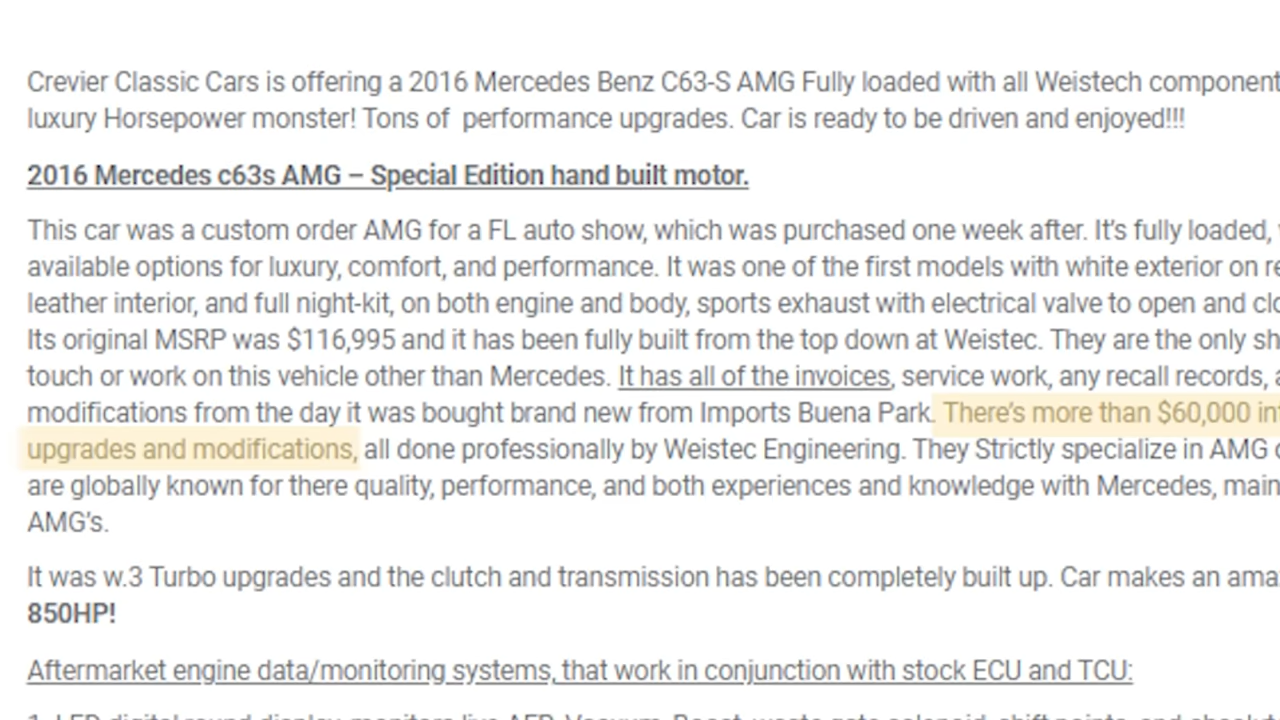 Crevier Classic Cars is offering a 2016 Mercedes Benz C63-S AMG Fully loaded with all Weistech component
luxury Horsepower monster! Tons of  performance upgrades. Car is ready to be driven and enjoyed!!!
2016 Mercedes c63s AMG – Special Edition hand built motor.
This car was a custom order AMG for a FL auto show, which was purchased one week after. It's fully loaded,
available options for luxury, comfort, and performance. It was one of the first models with white exterior on
leather interior, and full night-kit, on both engine and body, sports exhaust with electrical valve to open and
Its original MSRP was $116,995 and it has been fully built from the top down at Weistec. They are the only
touch or work on this vehicle other than Mercedes. It has all of the invoices, service work, any recall records,
modifications from the day it was bought brand new from Imports Buena Park. There's more than $60,000
upgrades and modifications, all done professionally by Weistec Engineering. They Strictly specialize in AMG
are globally known for there quality, performance, and both experiences and knowledge with Mercedes,
AMG's.
It was w.3 Turbo upgrades and the clutch and transmission has been completely built up. Car makes an
850HP!
Aftermarket engine data/monitoring systems, that work in conjunction with stock ECU and TCU: